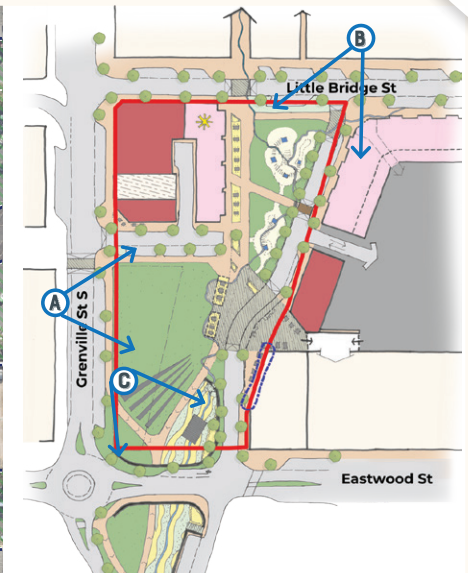 B
Little Bridge St
A
Grenville St S
C
Eastwood St